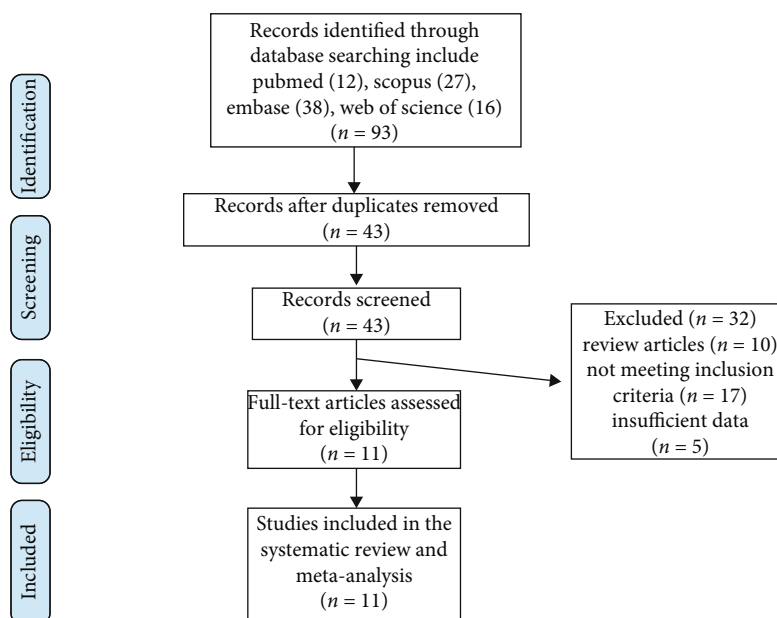 Records identified through
database searching include
pubmed (12), scopus (27),
embase (38), web of science (16)
(n = 93)
Identification
Records after duplicates removed
(n = 43)
Screening
Records screened
(n = 43)
Excluded (n = 32)
review articles (n = 10)
not meeting inclusion
criteria (n = 17)
insufficient data
(n = 5)
Eligibility
Full-text articles assessed
for eligibility
(n = 11)
Included
Studies included in the
systematic review and
meta-analysis
(n = 11)